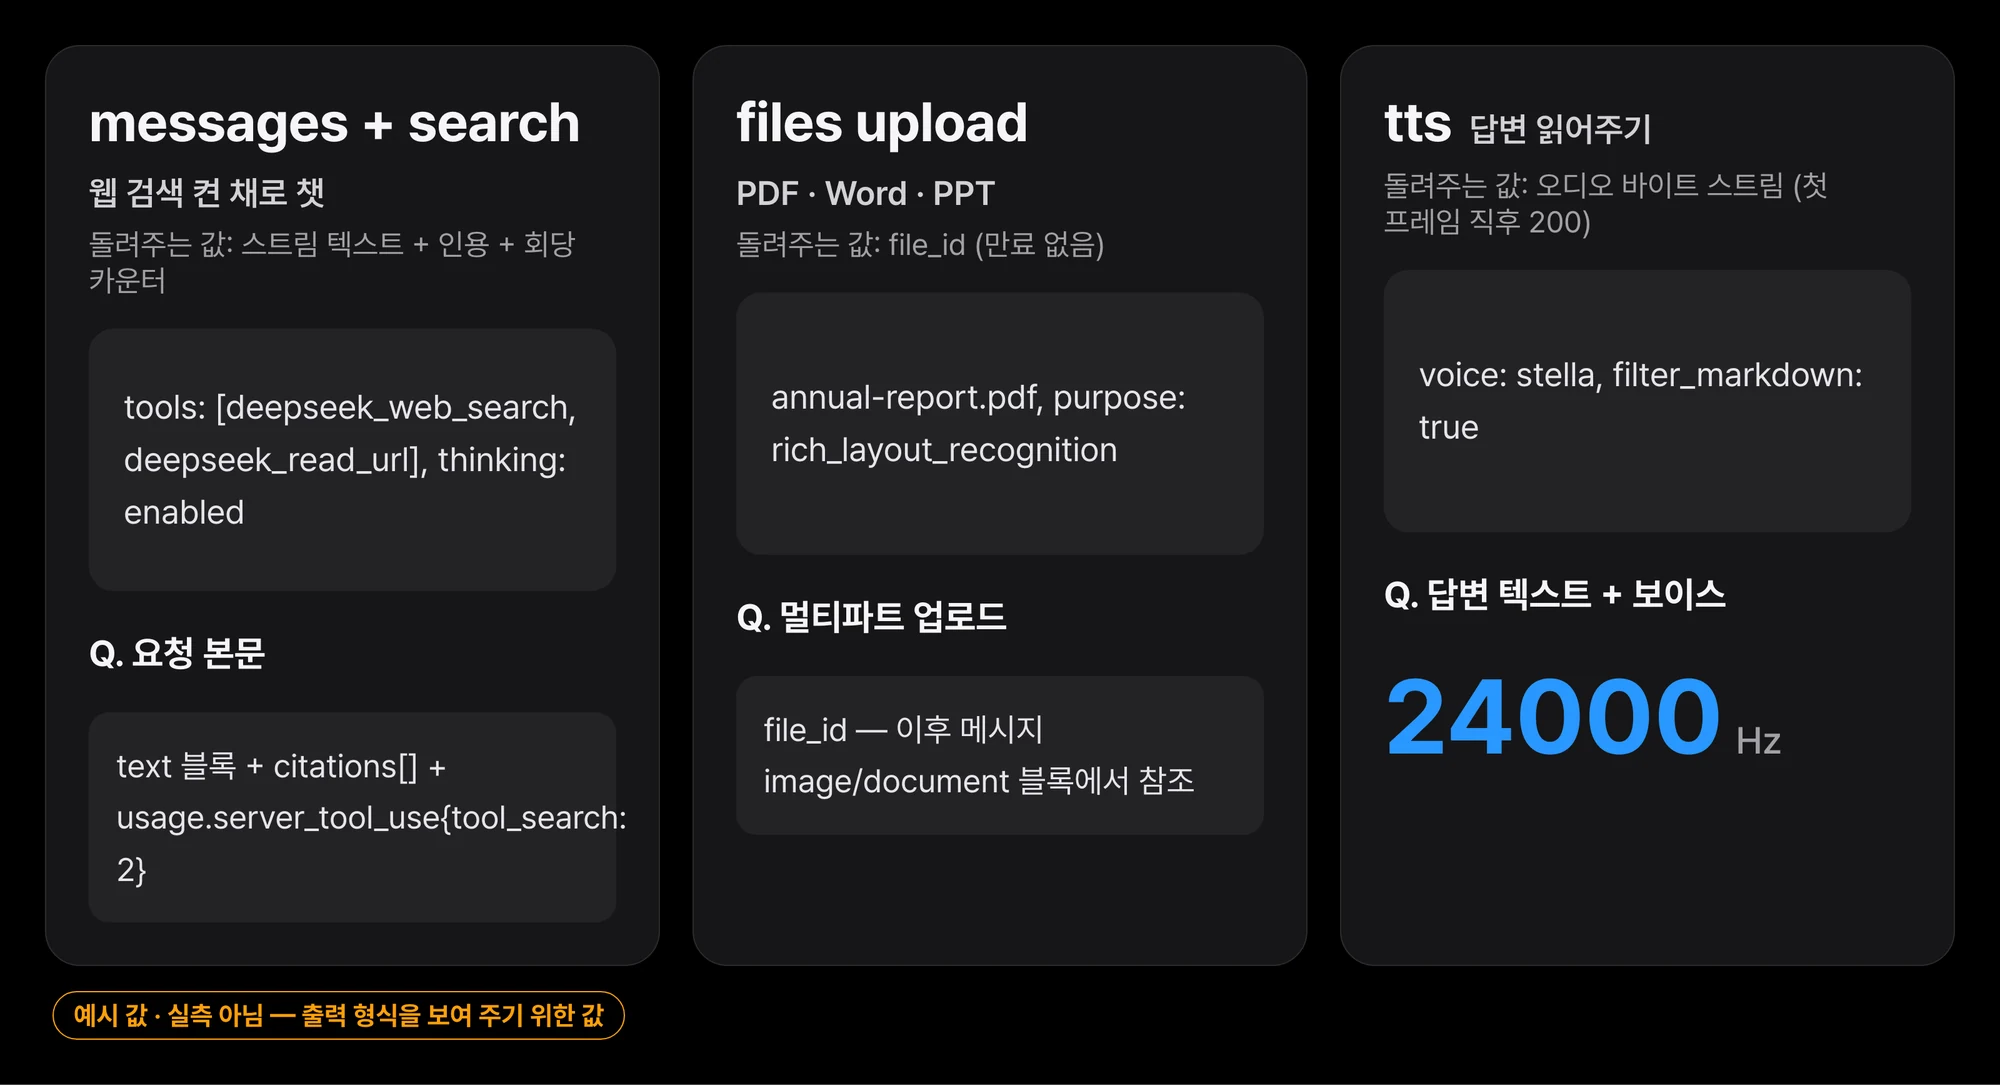 messages + search
웹 검색 켠 채로 챗
돌려주는 값: 스트림 텍스트 + 인용 + 회당
카운터
tools: [deepseek_web_search,
deepseek_read_url], thinking:
enabled
Q. 요청 본문
text 블록 + citations[] +
usage.server_tool_use{tool_search:
2}
files upload
PDF · Word · PPT
돌려주는 값: file_id (만료 없음)
annual-report.pdf, purpose:
rich_layout_recognition
Q. 멀티파트 업로드
file_id — 이후 메시지
image/document 블록에서 참조
tts 답변 읽어주기
돌려주는 값: 오디오 바이트 스트림 (첫
프레임 직후 200)
voice: stella, filter_markdown:
true
Q. 답변 텍스트 + 보이스
24000 Hz
예시 값 · 실측 아님 — 출력 형식을 보여 주기 위한 값